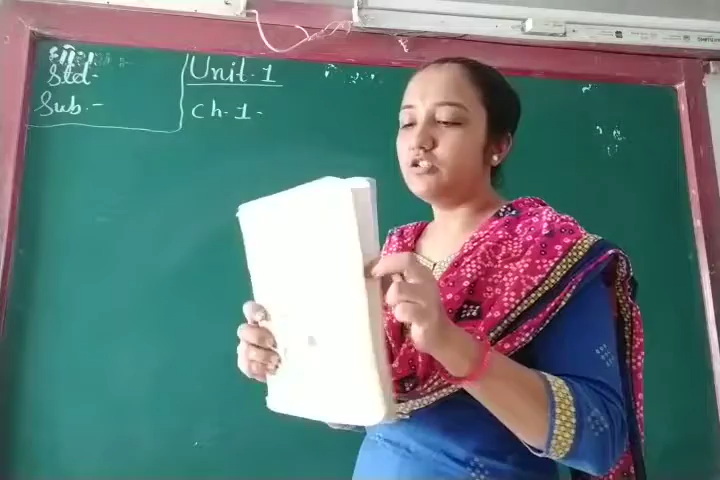 Std-
Sub.-
Unit.1
Ch.1-